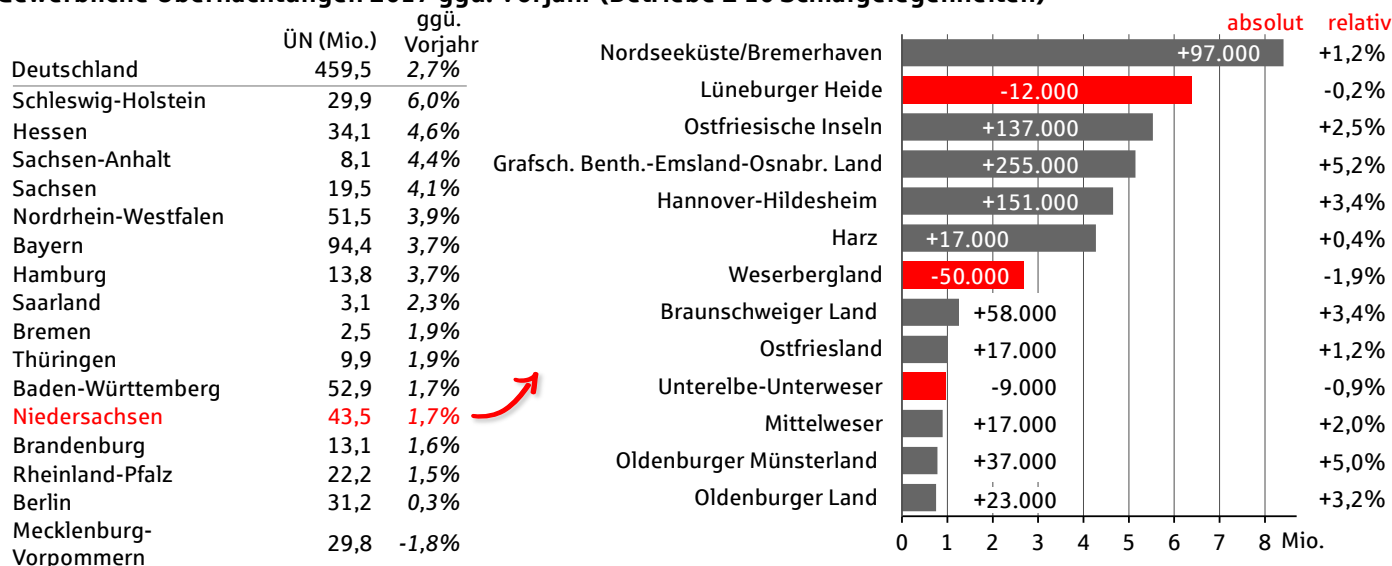 Gewerbliche Übernachtungen 2017 ggü. Vorjahr (Betriebe ≥ 10 Schlafgelegenheiten)
ÜN (Mio.) ggü. Vorjahr
Deutschland 459,5 2,7%
Schleswig-Holstein 29,9 6,0%
Hessen 34,1 4,6%
Sachsen-Anhalt 8,1 4,4%
Sachsen 19,5 4,1%
Nordrhein-Westfalen 51,5 3,9%
Bayern 94,4 3,7%
Hamburg 13,8 3,7%
Saarland 3,1 2,3%
Bremen 2,5 1,9%
Thüringen 9,9 1,9%
Baden-Württemberg 52,9 1,7%
Niedersachsen 43,5 1,7%
Brandenburg 13,1 1,6%
Rheinland-Pfalz 22,2 1,5%
Berlin 31,2 0,3%
Mecklenburg-
Vorpommern 29,8 -1,8%
absolut relativ
Nordseeküste/Bremerhaven +97.000 +1,2%
Lüneburger Heide -12.000 -0,2%
Ostfriesische Inseln +137.000 +2,5%
Grafsch. Benth.-Emsland-Osnabr. Land +255.000 +5,2%
Hannover-Hildesheim +151.000 +3,4%
Harz +17.000 +0,4%
Weserbergland -50.000 -1,9%
Braunschweiger Land +58.000 +3,4%
Ostfriesland +17.000 +1,2%
Unterelbe-Unterweser -9.000 -0,9%
Mittelweser +17.000 +2,0%
Oldenburger Münsterland +37.000 +5,0%
Oldenburger Land +23.000 +3,2%
0 1 2 3 4 5 6 7 8 Mio.